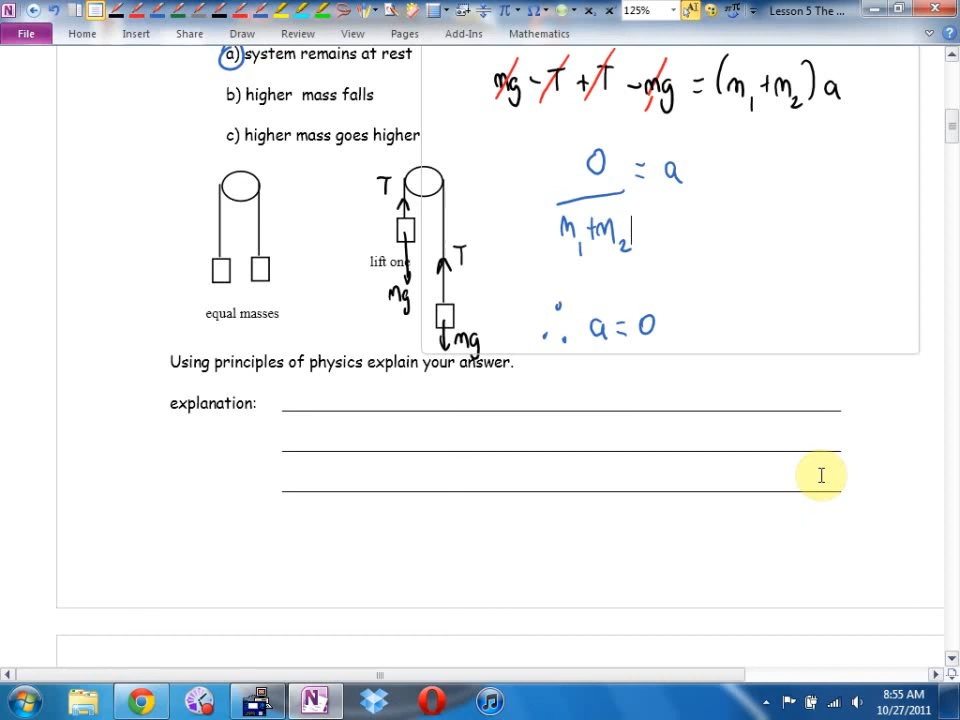 125%
Lesson 5 The ...
File Home Insert Share Draw Review View Pages Add-Ins Mathematics
a) system remains at rest
mg - T + T - mg = (m₁+m₂) a
b) higher mass falls
c) higher mass goes higher
0 = a
m₁+m₂
T
T
lift one
mg
equal masses
∴ a = 0
mg
Using principles of physics explain your answer.
explanation:
8:55 AM
10/27/2011